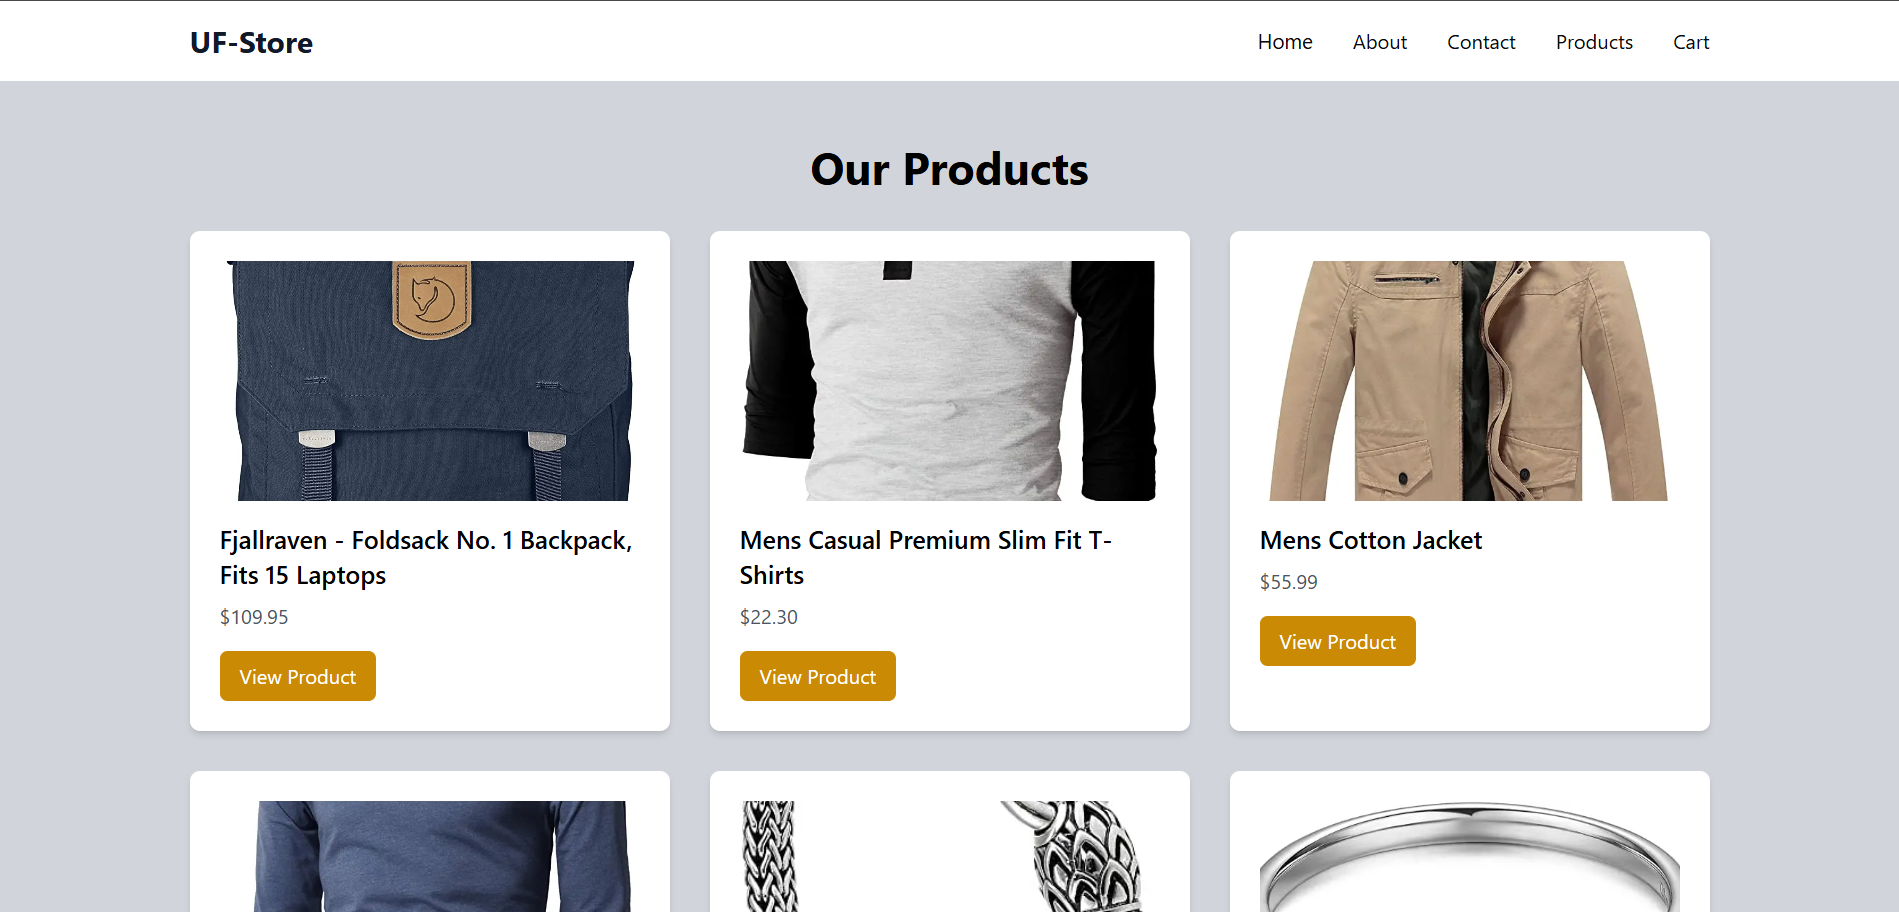 UF-Store
Home About Contact Products Cart
Our Products
Fjallraven - Foldsack No. 1 Backpack,
Fits 15 Laptops
$109.95
View Product
Mens Casual Premium Slim Fit T-
Shirts
$22.30
View Product
Mens Cotton Jacket
$55.99
View Product